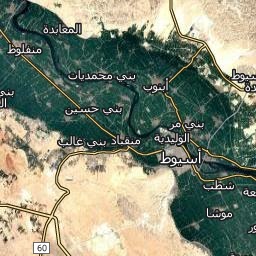 المعابدة
منفلوط
بني محمديات
أبنوب
أسيوط
بني حسين
بني مر
الوليدية
منقباد
بني غالب
أسيوط
شطب
موشا
60